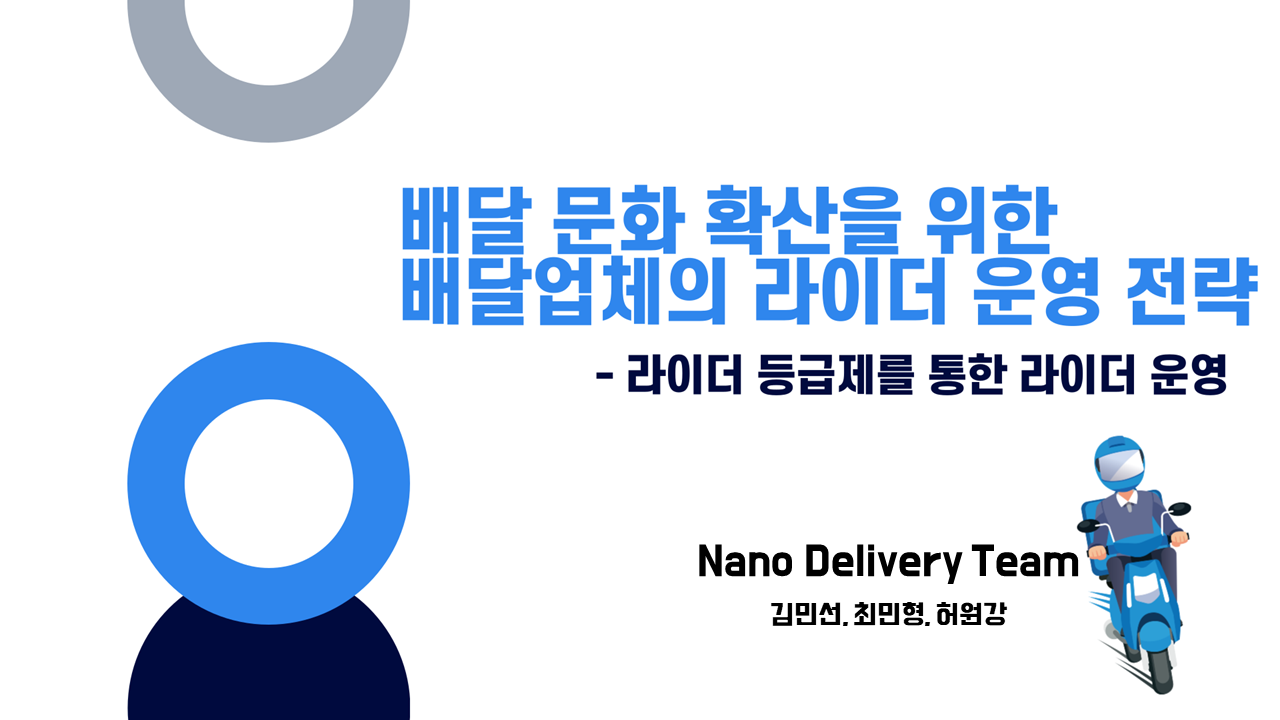 배달 문화 확산을 위한
배달업체의 라이더 운영 전략
- 라이더 등급제를 통한 라이더 운영
Nano Delivery Team
김민선, 최민형, 허원강